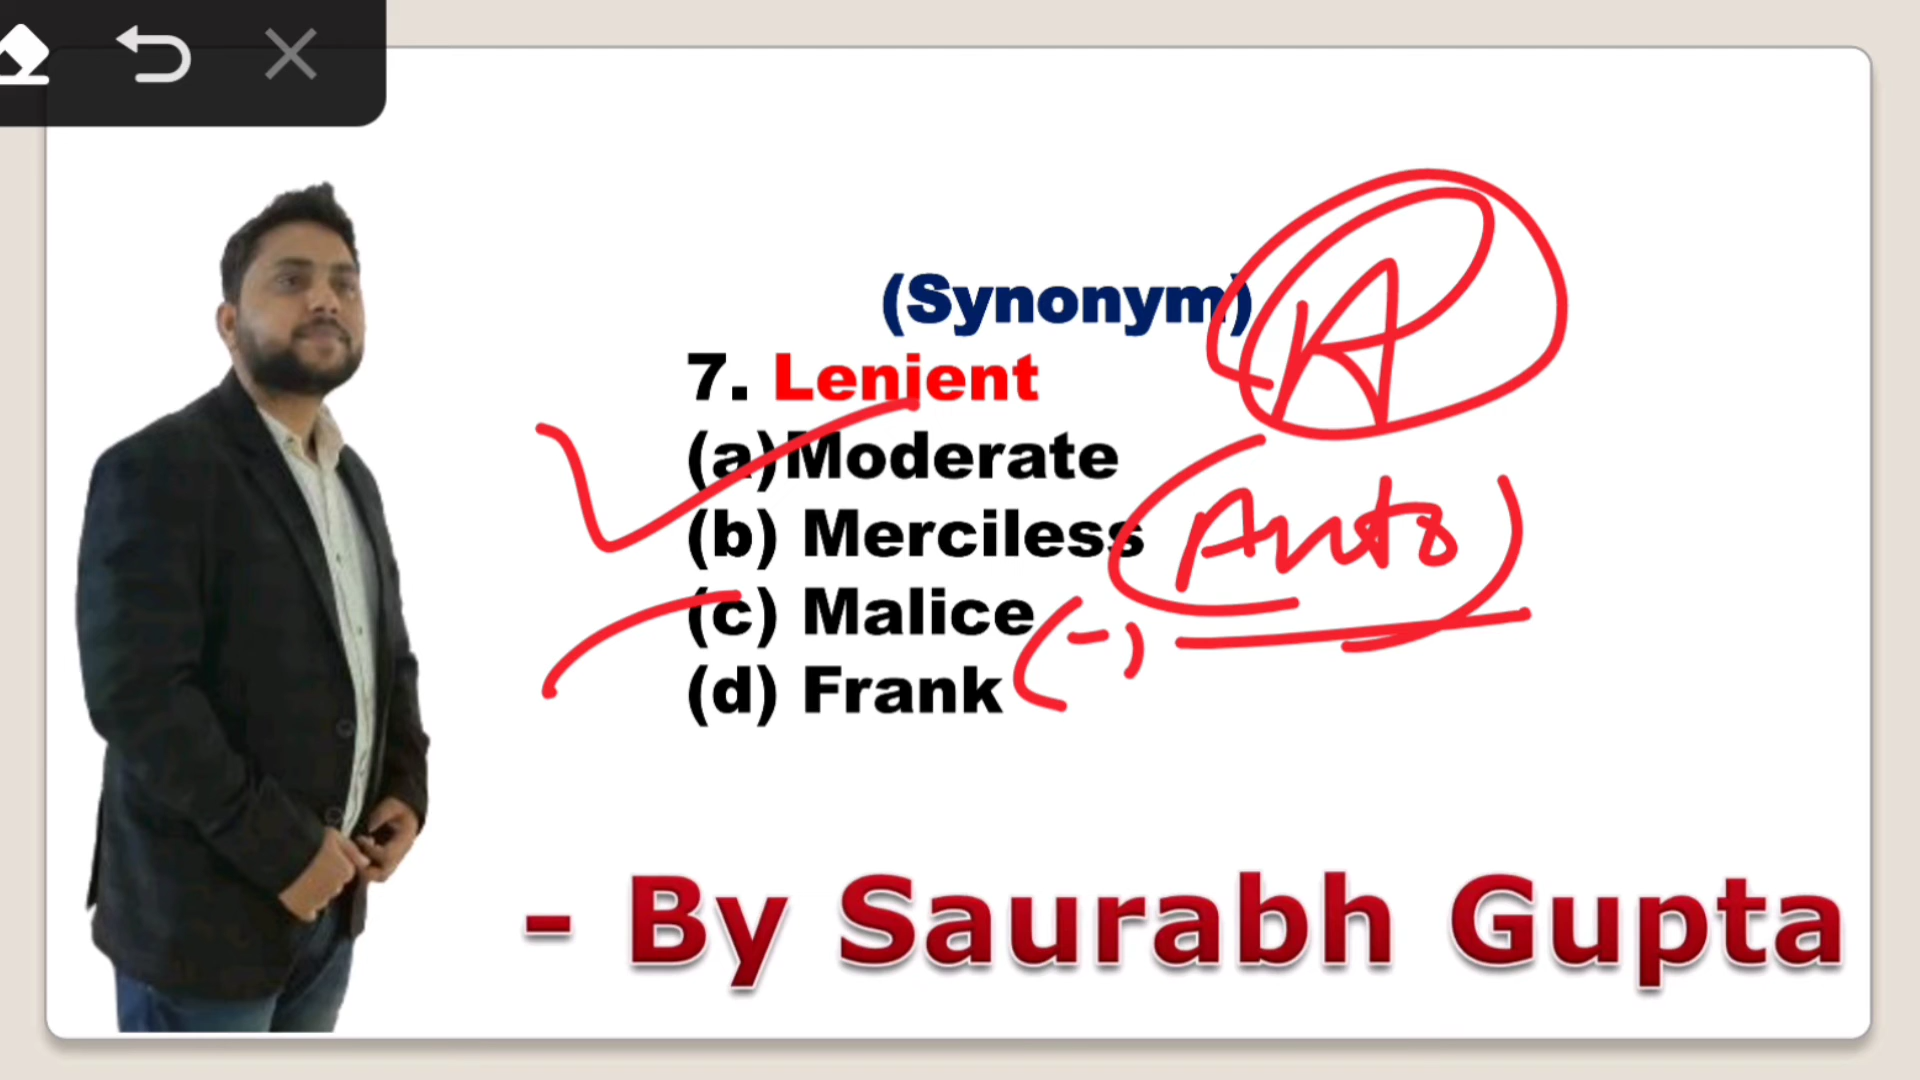 (Synonym)
A
7. Lenient
(a)Moderate
(b) Merciless
Anto
(c) Malice
(-)
(d) Frank
- By Saurabh Gupta